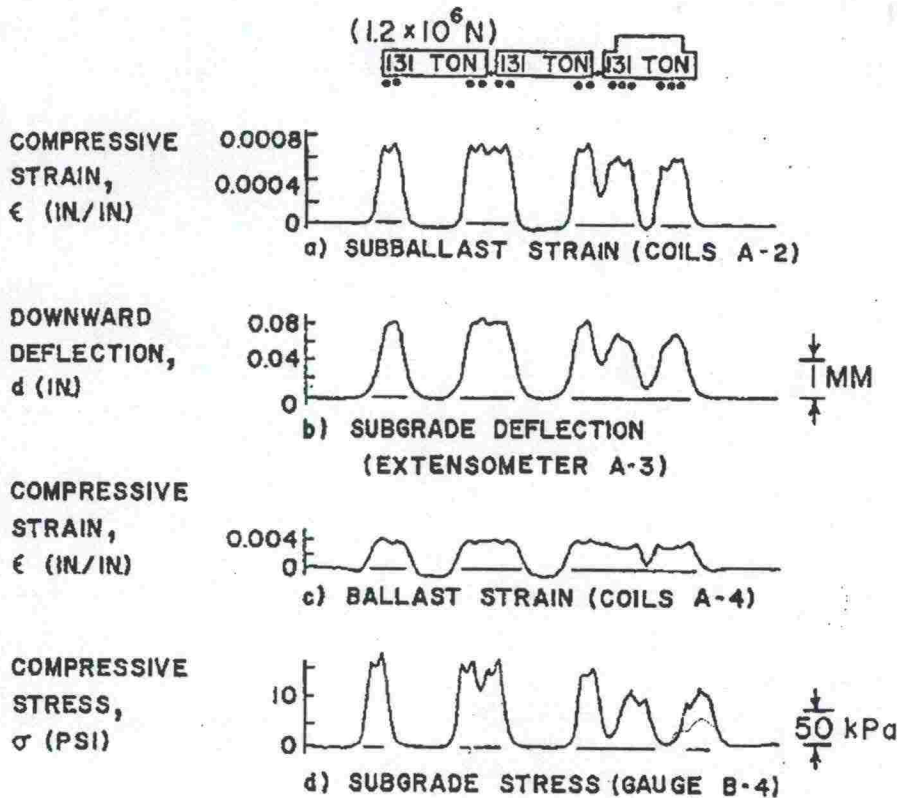 (1.2 × 10⁶ N)
131 TON 131 TON 131 TON
COMPRESSIVE
STRAIN,
ϵ (IN./IN.)
0.0008
0.0004
0
a) SUBBALLAST STRAIN (COILS A-2)
DOWNWARD
DEFLECTION,
d (IN.)
0.08
0.04
0
1 MM
b) SUBGRADE DEFLECTION
(EXTENSOMETER A-3)
COMPRESSIVE
STRAIN,
ϵ (IN./IN.)
0.004
0
c) BALLAST STRAIN (COILS A-4)
COMPRESSIVE
STRESS,
σ (PSI)
10
0
50 kPa
d) SUBGRADE STRESS (GAUGE B-4)